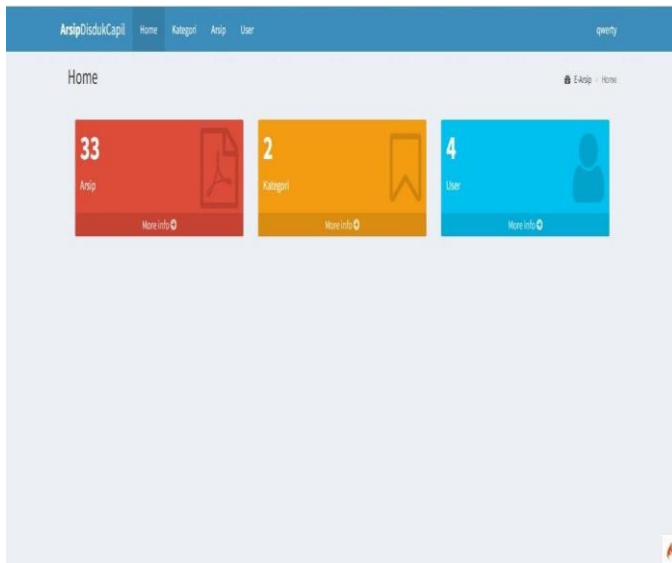 ArsipDisdukCapil Home Kategori Arsip User qwerty
Home E-Arsip > Home
33 2 4
Arsip Kategori User
More info More info More info